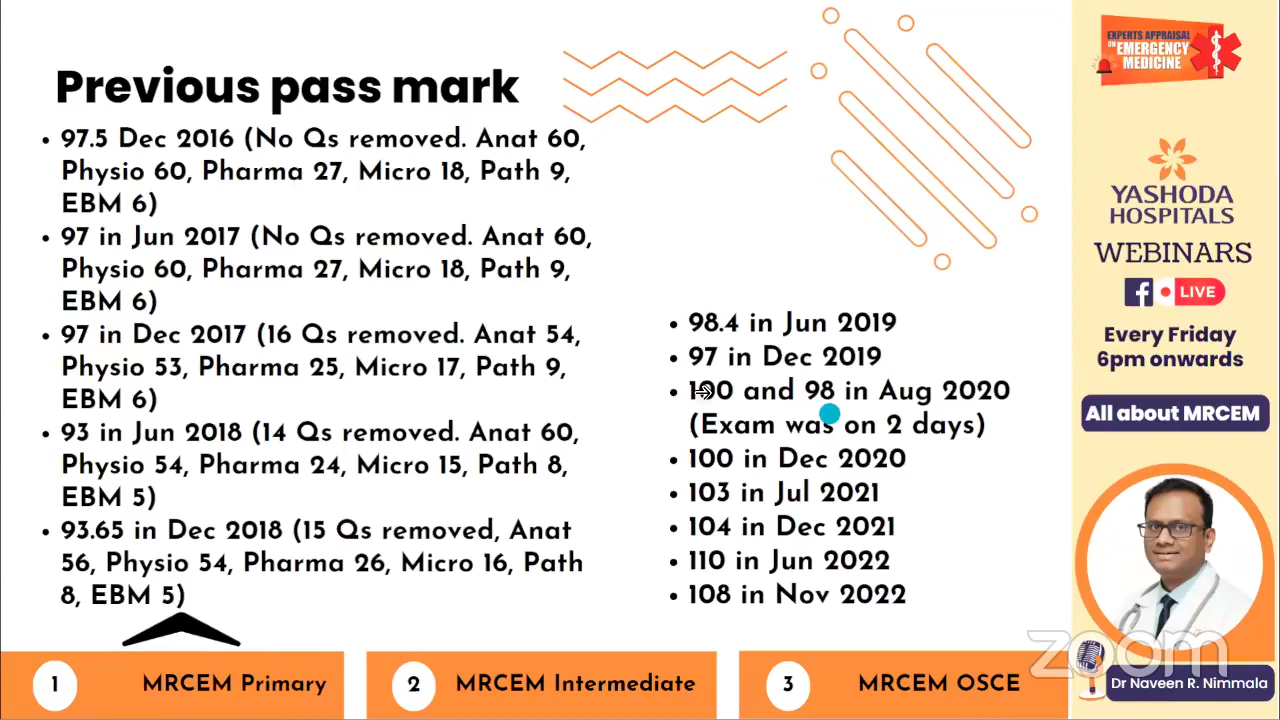 Previous pass mark
• 97.5 Dec 2016 (No Qs removed. Anat 60,
Physio 60, Pharma 27, Micro 18, Path 9,
EBM 6)
• 97 in Jun 2017 (No Qs removed. Anat 60,
Physio 60, Pharma 27, Micro 18, Path 9,
EBM 6)
• 97 in Dec 2017 (16 Qs removed. Anat 54,
Physio 53, Pharma 25, Micro 17, Path 9,
EBM 6)
• 93 in Jun 2018 (14 Qs removed. Anat 60,
Physio 54, Pharma 24, Micro 15, Path 8,
EBM 5)
• 93.65 in Dec 2018 (15 Qs removed, Anat
56, Physio 54, Pharma 26, Micro 16, Path
8, EBM 5)
• 98.4 in Jun 2019
• 97 in Dec 2019
• 100 and 98 in Aug 2020
(Exam was on 2 days)
• 100 in Dec 2020
• 103 in Jul 2021
• 104 in Dec 2021
• 110 in Jun 2022
• 108 in Nov 2022
1 MRCEM Primary
2 MRCEM Intermediate
3 MRCEM OSCE
EXPERTS APPRAISAL
ON EMERGENCY
MEDICINE
YASHODA
HOSPITALS
WEBINARS
LIVE
Every Friday
6pm onwards
All about MRCEM
zoom
Dr Naveen R. Nimmala